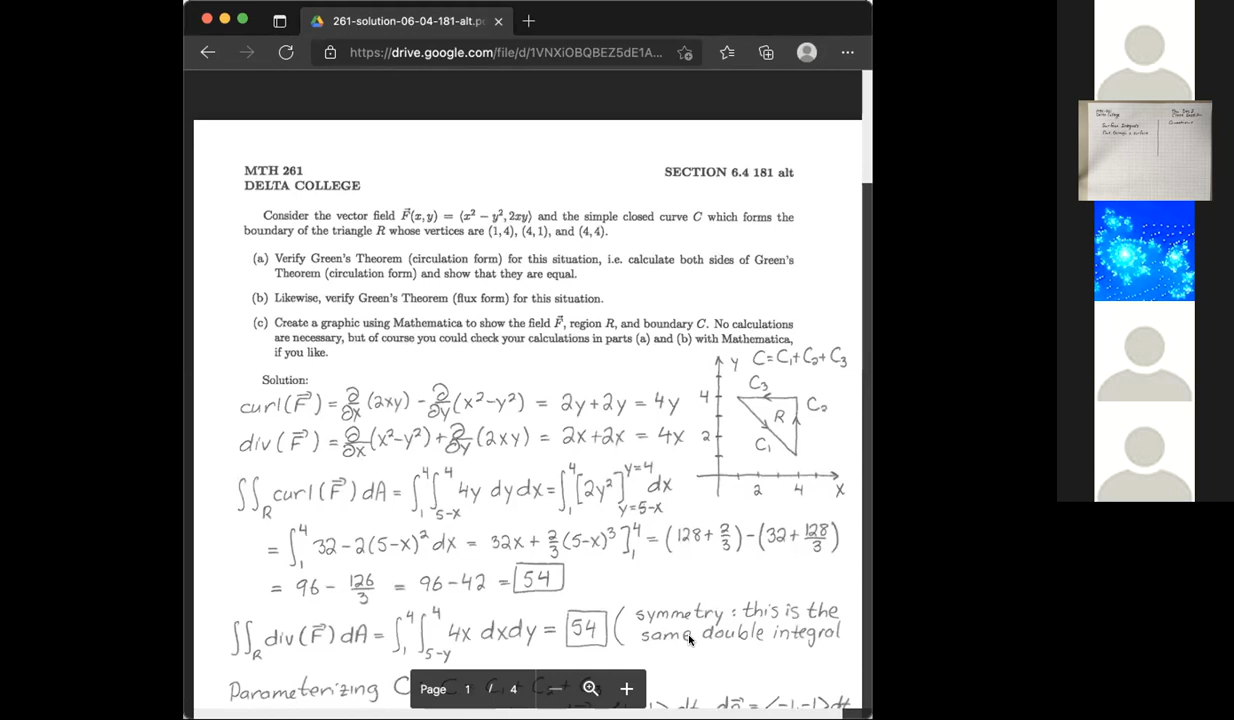 261-solution-06-04-181-alt.p
https://drive.google.com/file/d/1VNXiOBQBEZ5dE1A...
MTH 261
SECTION 6.4 181 alt
DELTA COLLEGE
Consider the vector field F⃗(x, y) = ⟨x² − y², 2xy⟩ and the simple closed curve C which forms the
boundary of the triangle R whose vertices are (1, 4), (4, 1), and (4, 4).
(a) Verify Green's Theorem (circulation form) for this situation, i.e. calculate both sides of Green's
Theorem (circulation form) and show that they are equal.
(b) Likewise, verify Green's Theorem (flux form) for this situation.
(c) Create a graphic using Mathematica to show the field F⃗, region R, and boundary C. No calculations
are necessary, but of course you could check your calculations in parts (a) and (b) with Mathematica,
if you like.
Y C=C₁+C₂+C₃
Solution:
C₃
4
C₂
R
2
C₁
2 4 X
curl(F⃗) = ∂/∂x (2xy) − ∂/∂y (x²−y²) = 2y+2y = 4y
div(F⃗) = ∂/∂x (x²−y²) + ∂/∂y (2xy) = 2x+2x = 4x
∬_R curl(F⃗) dA = ∫₁⁴ ∫_{5-x}^4 4y dy dx = ∫₁⁴ [2y²]_{y=5-x}^{y=4} dx
= ∫₁⁴ 32−2(5−x)² dx = 32x + 2/3 (5−x)³ ]₁⁴ = (128 + 2/3) − (32 + 128/3)
= 96 − 126/3 = 96−42 = 54
∬_R div(F⃗) dA = ∫₁⁴ ∫_{5-y}^4 4x dx dy = 54 (symmetry: this is the
same double integral
Parameterizing C
Page 1 / 4
Delta College
Surface Integrals